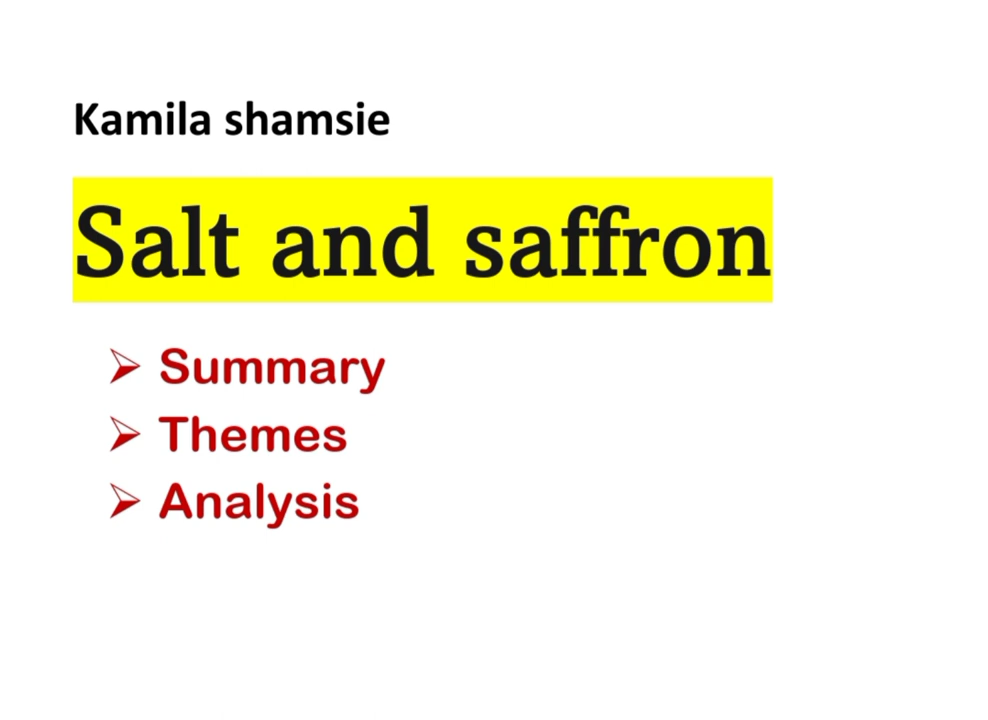 Kamila shamsie
Salt and saffron
➢ Summary
➢ Themes
➢ Analysis